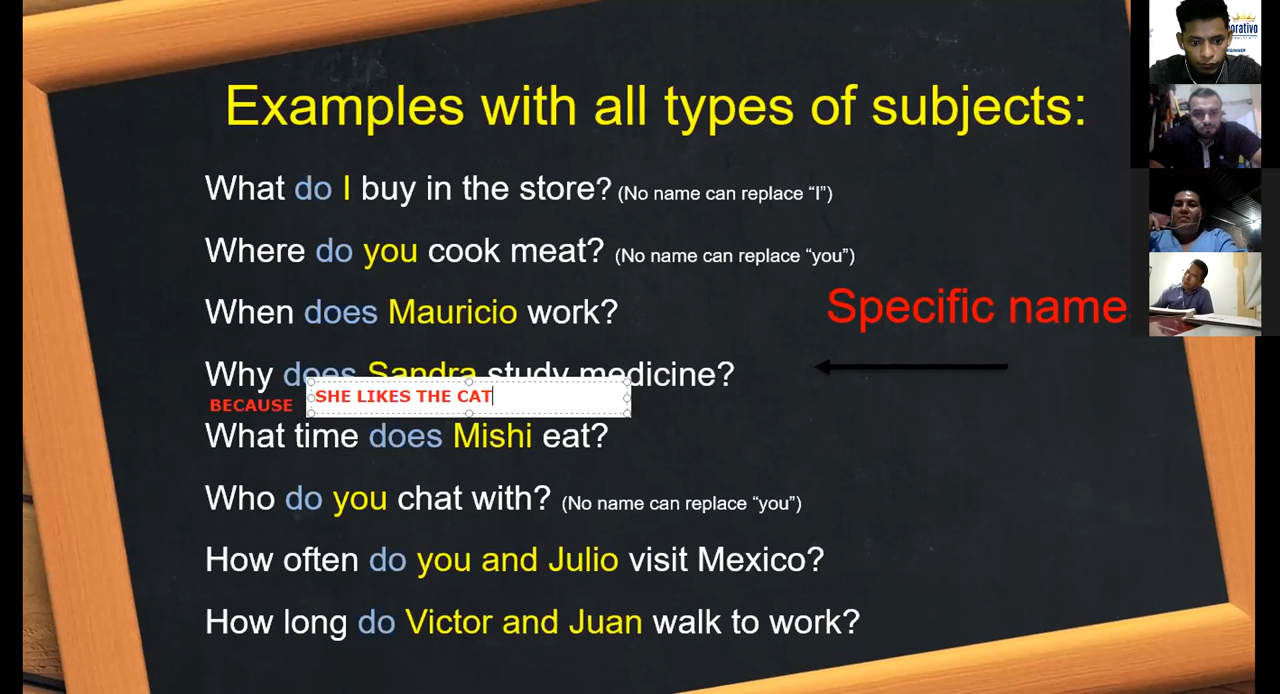 Examples with all types of subjects:
What do I buy in the store? (No name can replace “I”)
Where do you cook meat? (No name can replace “you”)
When does Mauricio work?
Specific name
Why does Sandra study medicine?
BECAUSE SHE LIKES THE CAT
What time does Mishi eat?
Who do you chat with? (No name can replace “you”)
How often do you and Julio visit Mexico?
How long do Victor and Juan walk to work?